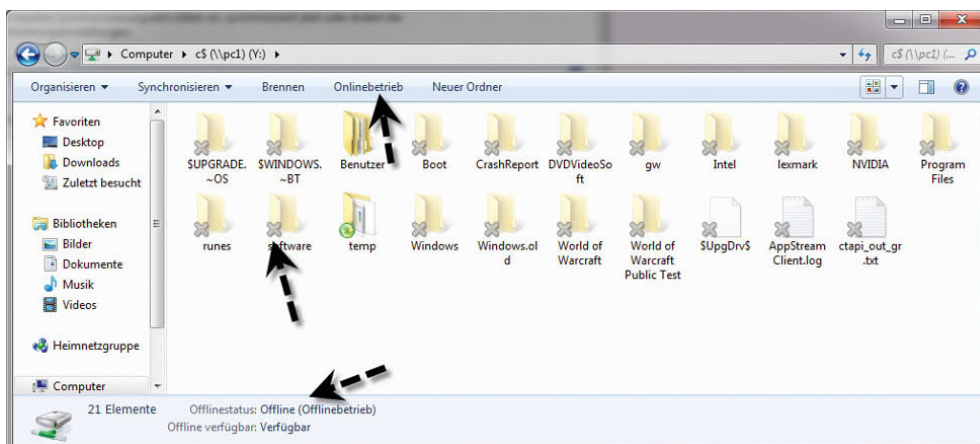 Computer ▸ c$ (\\pc1) (Y:) ▸
c$ (\\pc1) (...
Organisieren
Synchronisieren
Brennen
Onlinebetrieb
Neuer Ordner
Favoriten
Desktop
Downloads
Zuletzt besucht
Bibliotheken
Bilder
Dokumente
Musik
Videos
Heimnetzgruppe
Computer
$UPGRADE.
~OS
$WINDOWS.
~BT
Benutzer
Boot
CrashReport
DVDVideoSo
ft
gw
Intel
lexmark
NVIDIA
Program
Files
runes
software
temp
Windows
Windows.ol
d
World of
Warcraft
World of
Warcraft
Public Test
$UpgDrv$
AppStream
Client.log
ctapi_out_gr
.txt
21 Elemente
Offlinestatus: Offline (Offlinebetrieb)
Offline verfügbar: Verfügbar